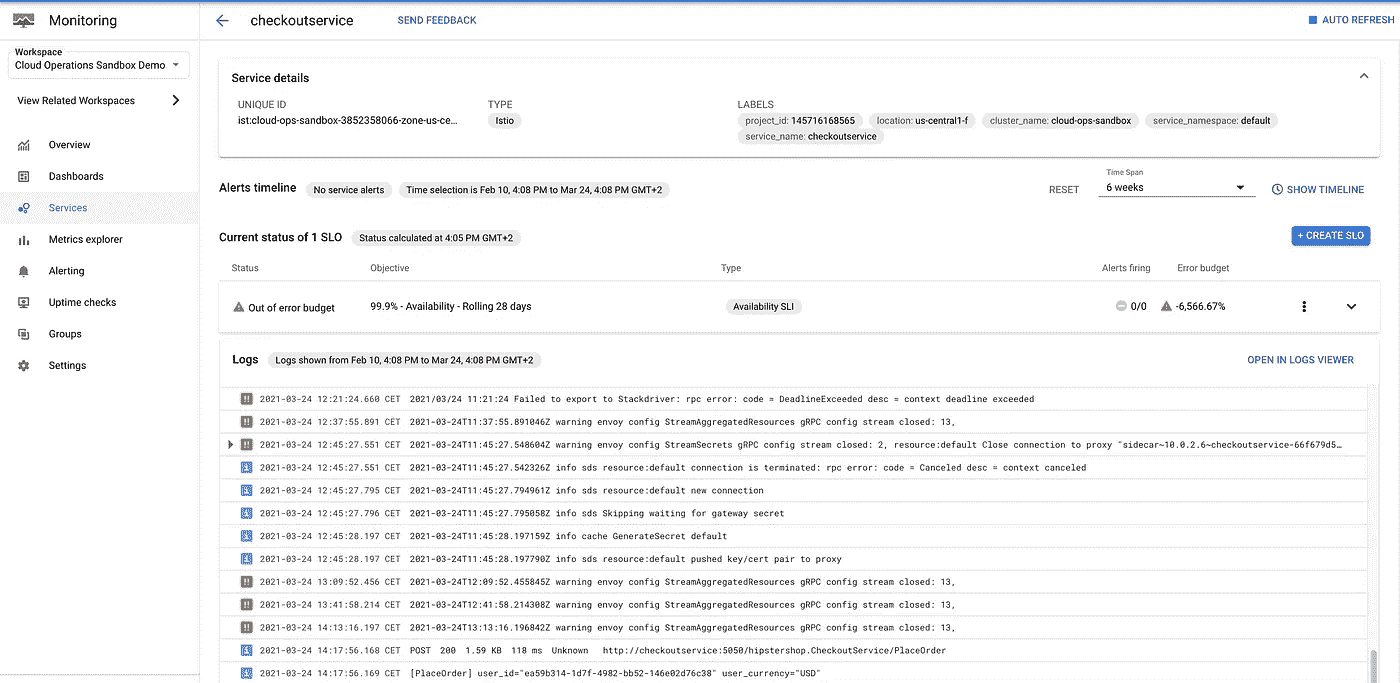 Monitoring
checkoutservice
SEND FEEDBACK
AUTO REFRESH
Workspace
Cloud Operations Sandbox Demo
View Related Workspaces
Overview
Dashboards
Services
Metrics explorer
Alerting
Uptime checks
Groups
Settings
Service details
UNIQUE ID
ist:cloud-ops-sandbox-3852358066-zone-us-ce...
TYPE
Istio
LABELS
project_id: 145716168565 location: us-central1-f cluster_name: cloud-ops-sandbox service_namespace: default
service_name: checkoutservice
Alerts timeline No service alerts Time selection is Feb 10, 4:08 PM to Mar 24, 4:08 PM GMT+2
RESET
Time Span
6 weeks
SHOW TIMELINE
Current status of 1 SLO Status calculated at 4:05 PM GMT+2
+ CREATE SLO
Status Objective Type Alerts firing Error budget
Out of error budget 99.9% - Availability - Rolling 28 days Availability SLI 0/0 -6,566.67%
Logs Logs shown from Feb 10, 4:08 PM to Mar 24, 4:08 PM GMT+2 OPEN IN LOGS VIEWER
!! 2021-03-24 12:21:24.660 CET 2021/03/24 11:21:24 Failed to export to Stackdriver: rpc error: code = DeadlineExceeded desc = context deadline exceeded
!! 2021-03-24 12:37:55.891 CET 2021-03-24T11:37:55.891046Z warning envoy config StreamAggregatedResources gRPC config stream closed: 13,
!! 2021-03-24 12:45:27.551 CET 2021-03-24T11:45:27.548604Z warning envoy config StreamSecrets gRPC config stream closed: 2, resource:default Close connection to proxy "sidecar~10.0.2.6~checkoutservice-66f679d5...
2021-03-24 12:45:27.551 CET 2021-03-24T11:45:27.542326Z info sds resource:default connection is terminated: rpc error: code = Canceled desc = context canceled
2021-03-24 12:45:27.795 CET 2021-03-24T11:45:27.794961Z info sds resource:default new connection
2021-03-24 12:45:27.796 CET 2021-03-24T11:45:27.795058Z info sds Skipping waiting for gateway secret
2021-03-24 12:45:28.197 CET 2021-03-24T11:45:28.197159Z info cache GenerateSecret default
2021-03-24 12:45:28.197 CET 2021-03-24T11:45:28.197790Z info sds resource:default pushed key/cert pair to proxy
!! 2021-03-24 13:09:52.456 CET 2021-03-24T12:09:52.455845Z warning envoy config StreamAggregatedResources gRPC config stream closed: 13,
!! 2021-03-24 13:41:58.214 CET 2021-03-24T12:41:58.214308Z warning envoy config StreamAggregatedResources gRPC config stream closed: 13,
!! 2021-03-24 14:13:16.197 CET 2021-03-24T13:13:16.196842Z warning envoy config StreamAggregatedResources gRPC config stream closed: 13,
2021-03-24 14:17:56.168 CET POST 200 1.59 KB 118 ms Unknown http://checkoutservice:5050/hipstershop.CheckoutService/PlaceOrder
2021-03-24 14:17:56.169 CET [PlaceOrder] user_id="ea59b314-1d7f-4982-bb52-146e02d76c38" user_currency="USD"